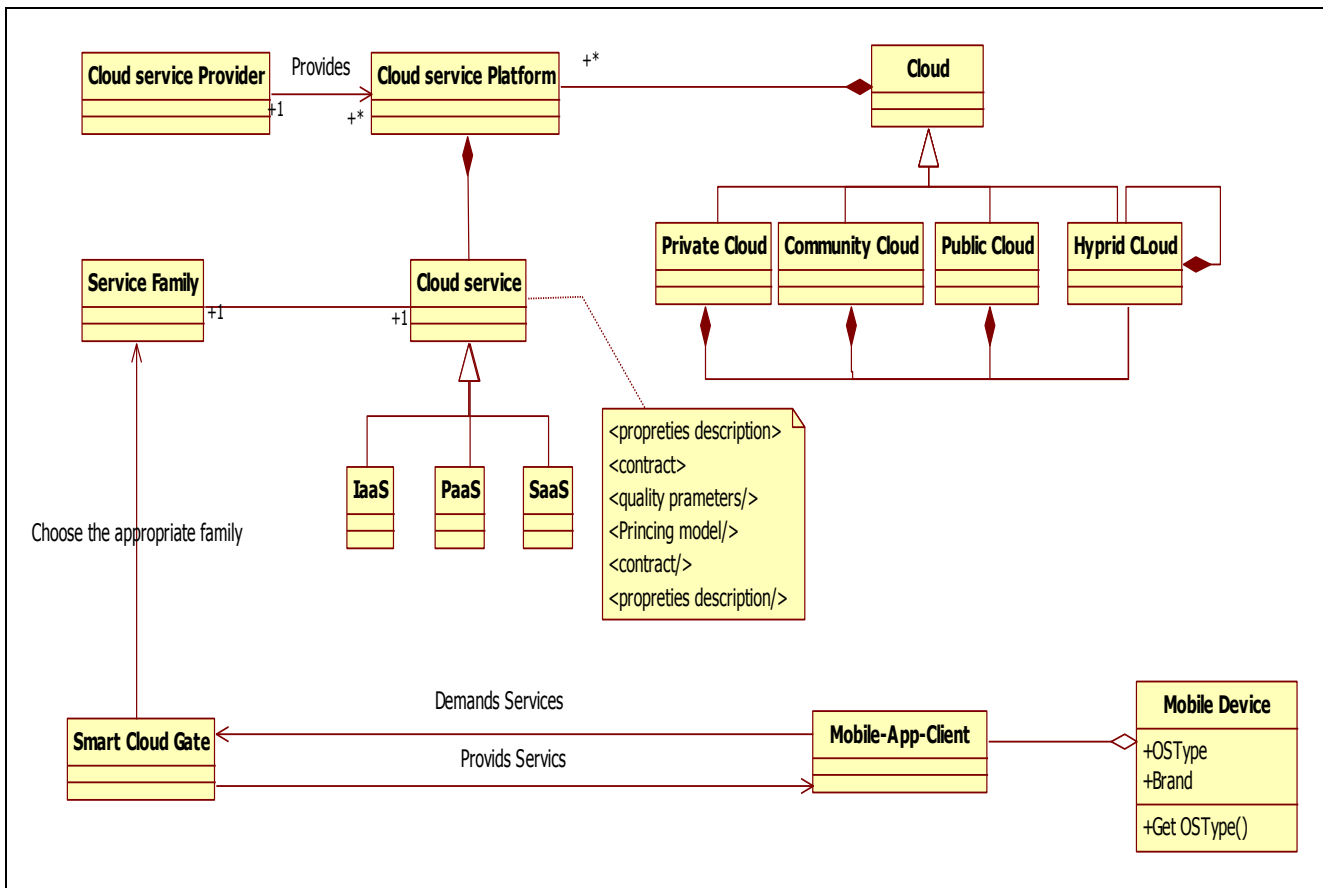 Cloud service Provider
Provides
+1
+*
Cloud service Platform
+*
Cloud
Private Cloud
Community Cloud
Public Cloud
Hyprid CLoud
Service Family
+1
+1
Cloud service
IaaS
PaaS
SaaS
<propreties description>
<contract>
<quality prameters/>
<Princing model/>
<contract/>
<propreties description/>
Choose the appropriate family
Smart Cloud Gate
Demands Services
Provids Servics
Mobile-App-Client
Mobile Device
+OSType
+Brand
+Get OSType()